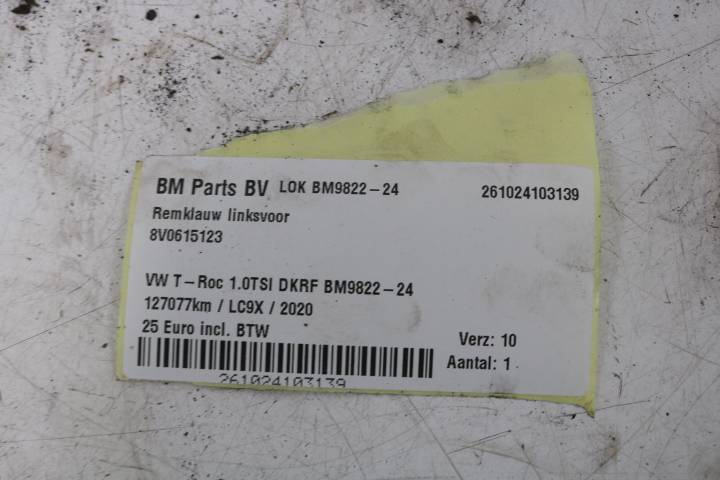 BM Parts BV LOK BM9822-24 261024103139
Remklauw linksvoor
8V0615123
VW T-Roc 1.0TSI DKRF BM9822-24
127077km / LC9X / 2020
25 Euro incl. BTW
Verz: 10
Aantal: 1
261024103139